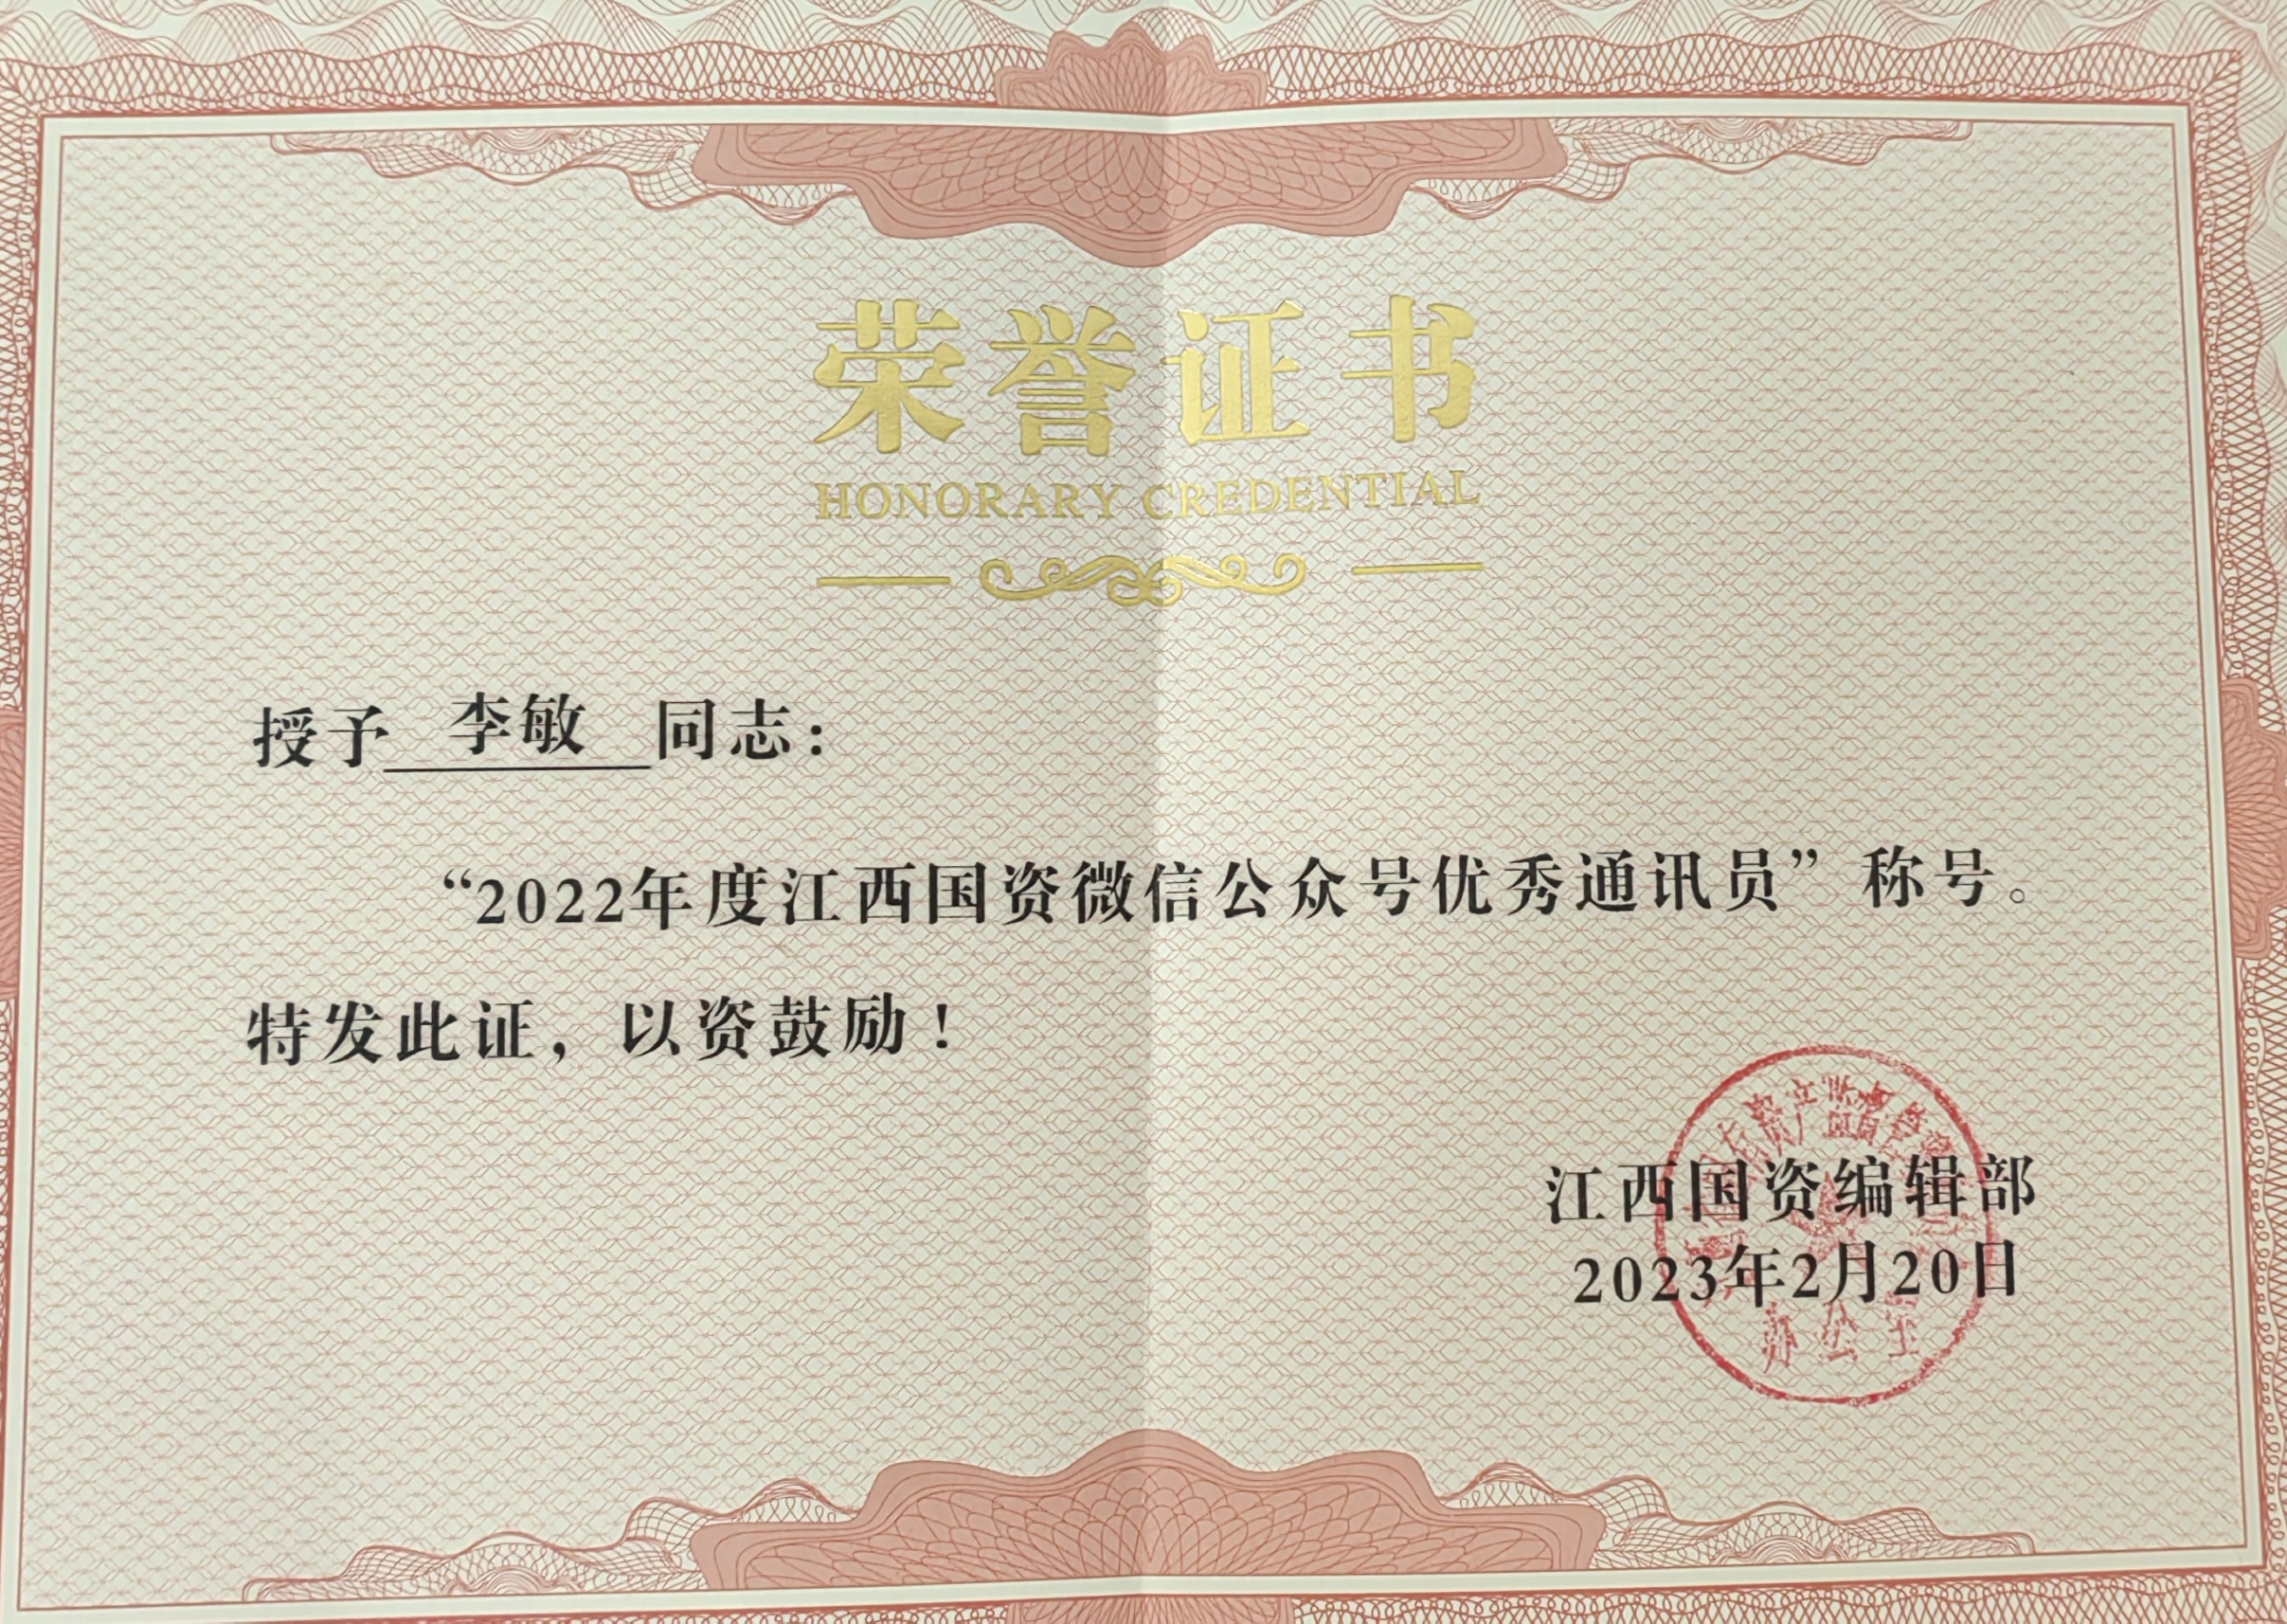 荣誉证书
HONORARY CREDENTIAL
授予 李敏 同志：
“2022年度江西国资微信公众号优秀通讯员”称号。
特发此证，以资鼓励！
江西国资编辑部
2023年2月20日
办公室